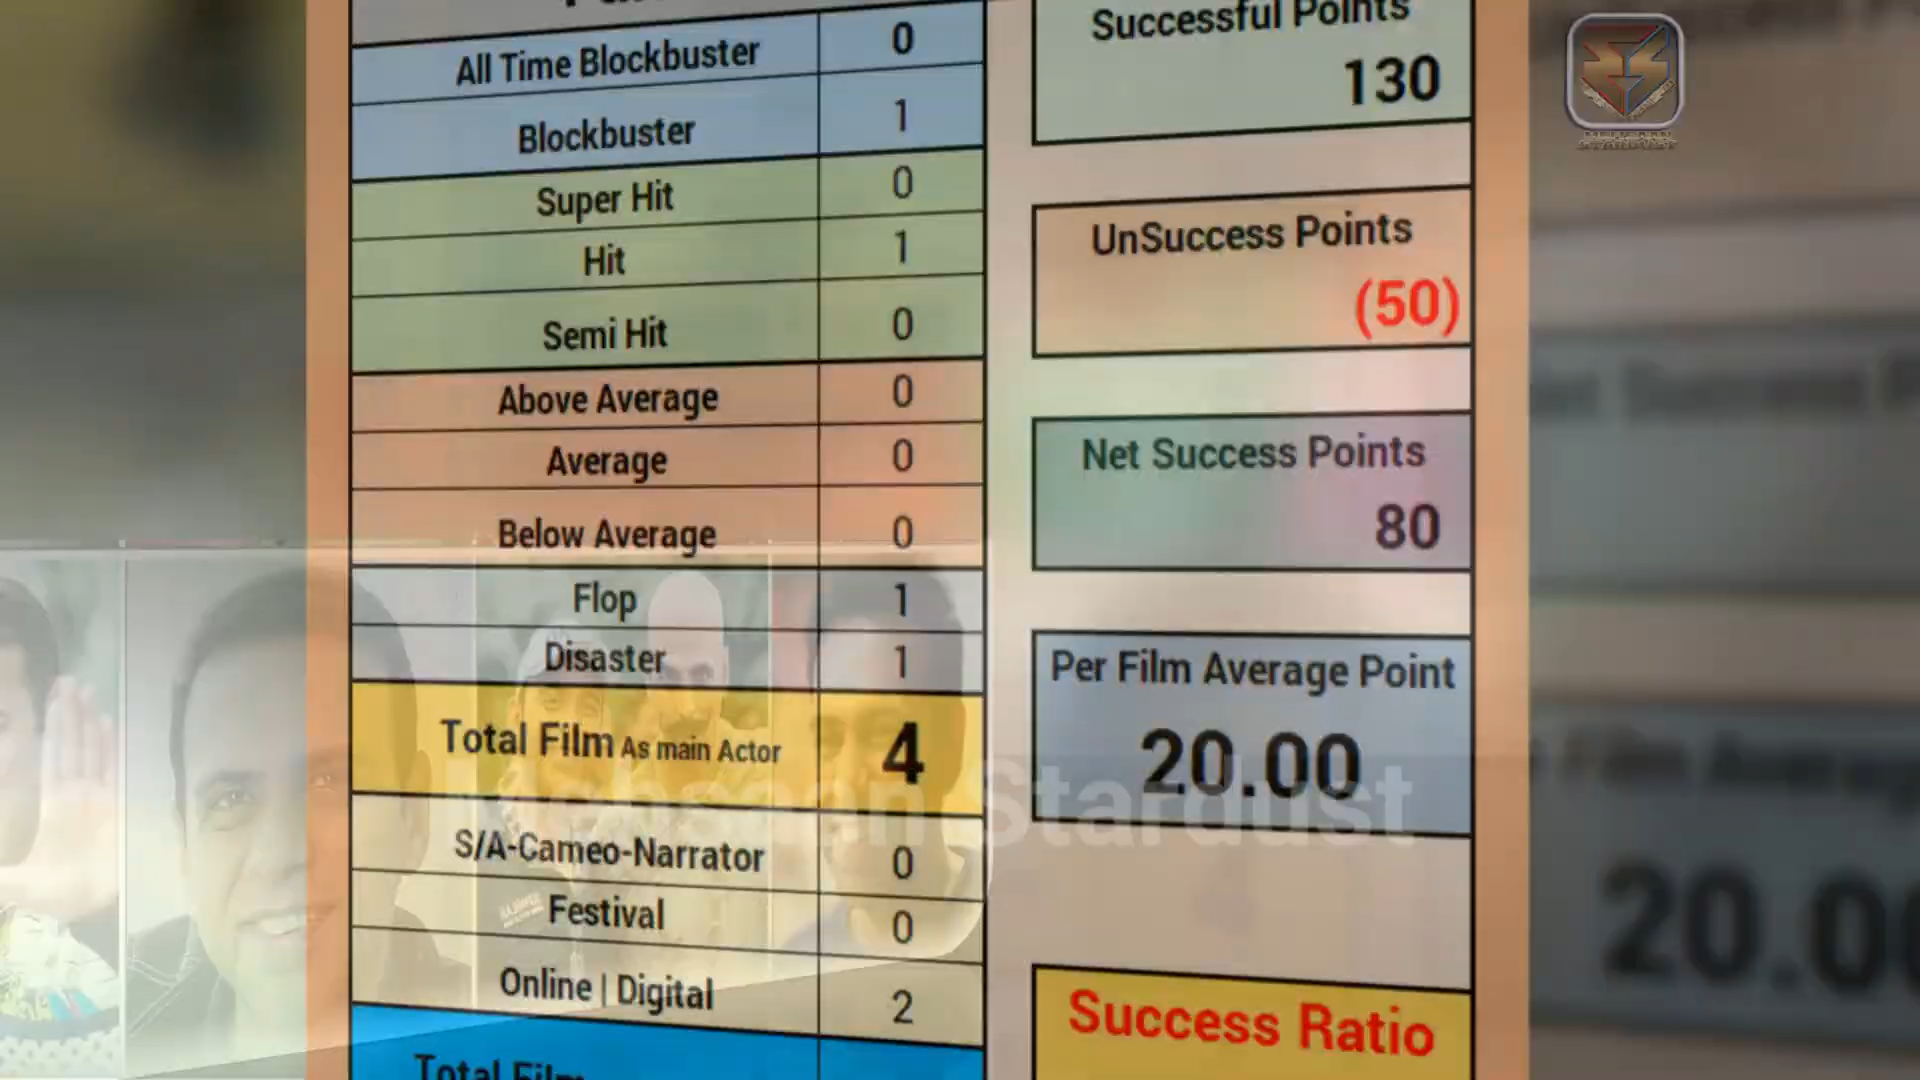 All Time Blockbuster 0
Blockbuster 1
Super Hit 0
Hit 1
Semi Hit 0
Above Average 0
Average 0
Below Average 0
Flop 1
Disaster 1
Total Film As main Actor 4
S/A-Cameo-Narrator 0
Festival 0
Online | Digital 2
Total Film
Successful Points
130
UnSuccess Points
(50)
Net Success Points
80
Per Film Average Point
20.00
Success Ratio
Stardust